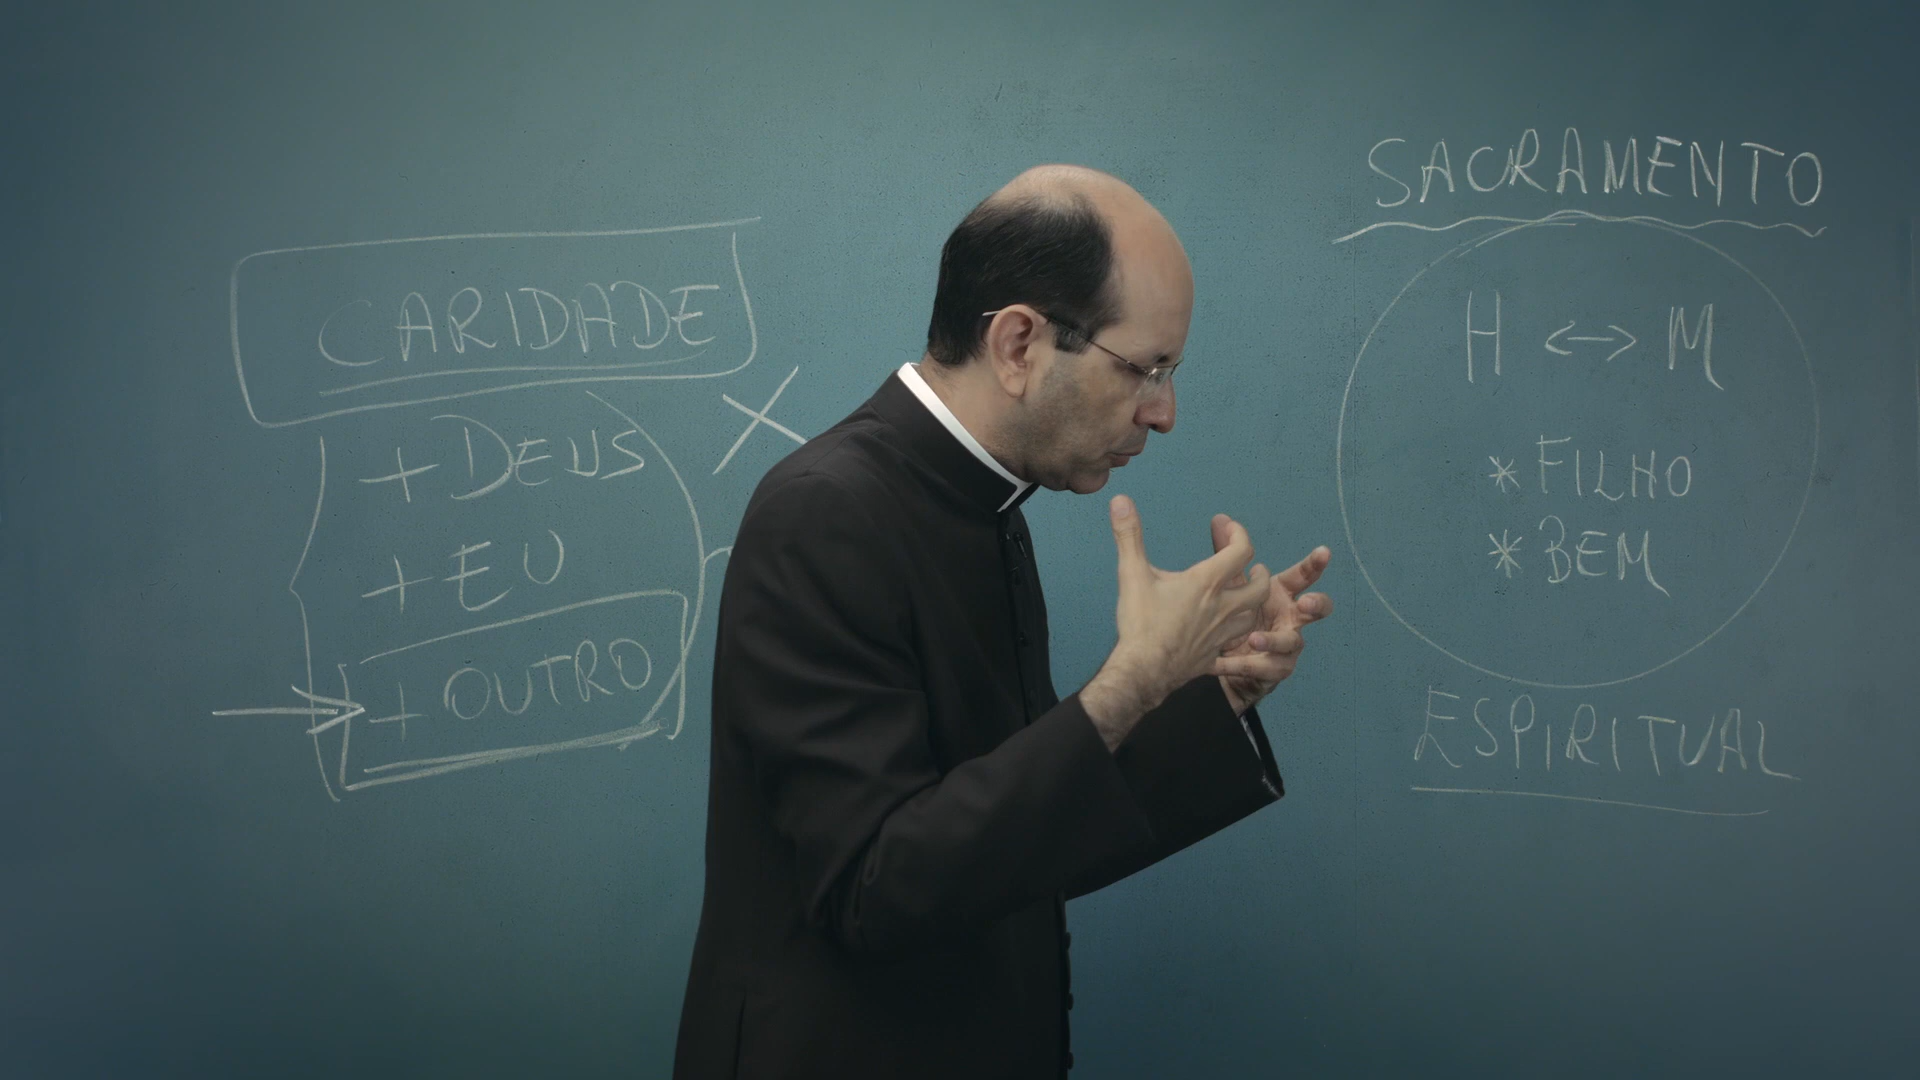 CARIDADE
+ DEUS
+ EU
+ OUTRO
SACRAMENTO
H ↔ M
* FILHO
* BEM
ESPIRITUAL